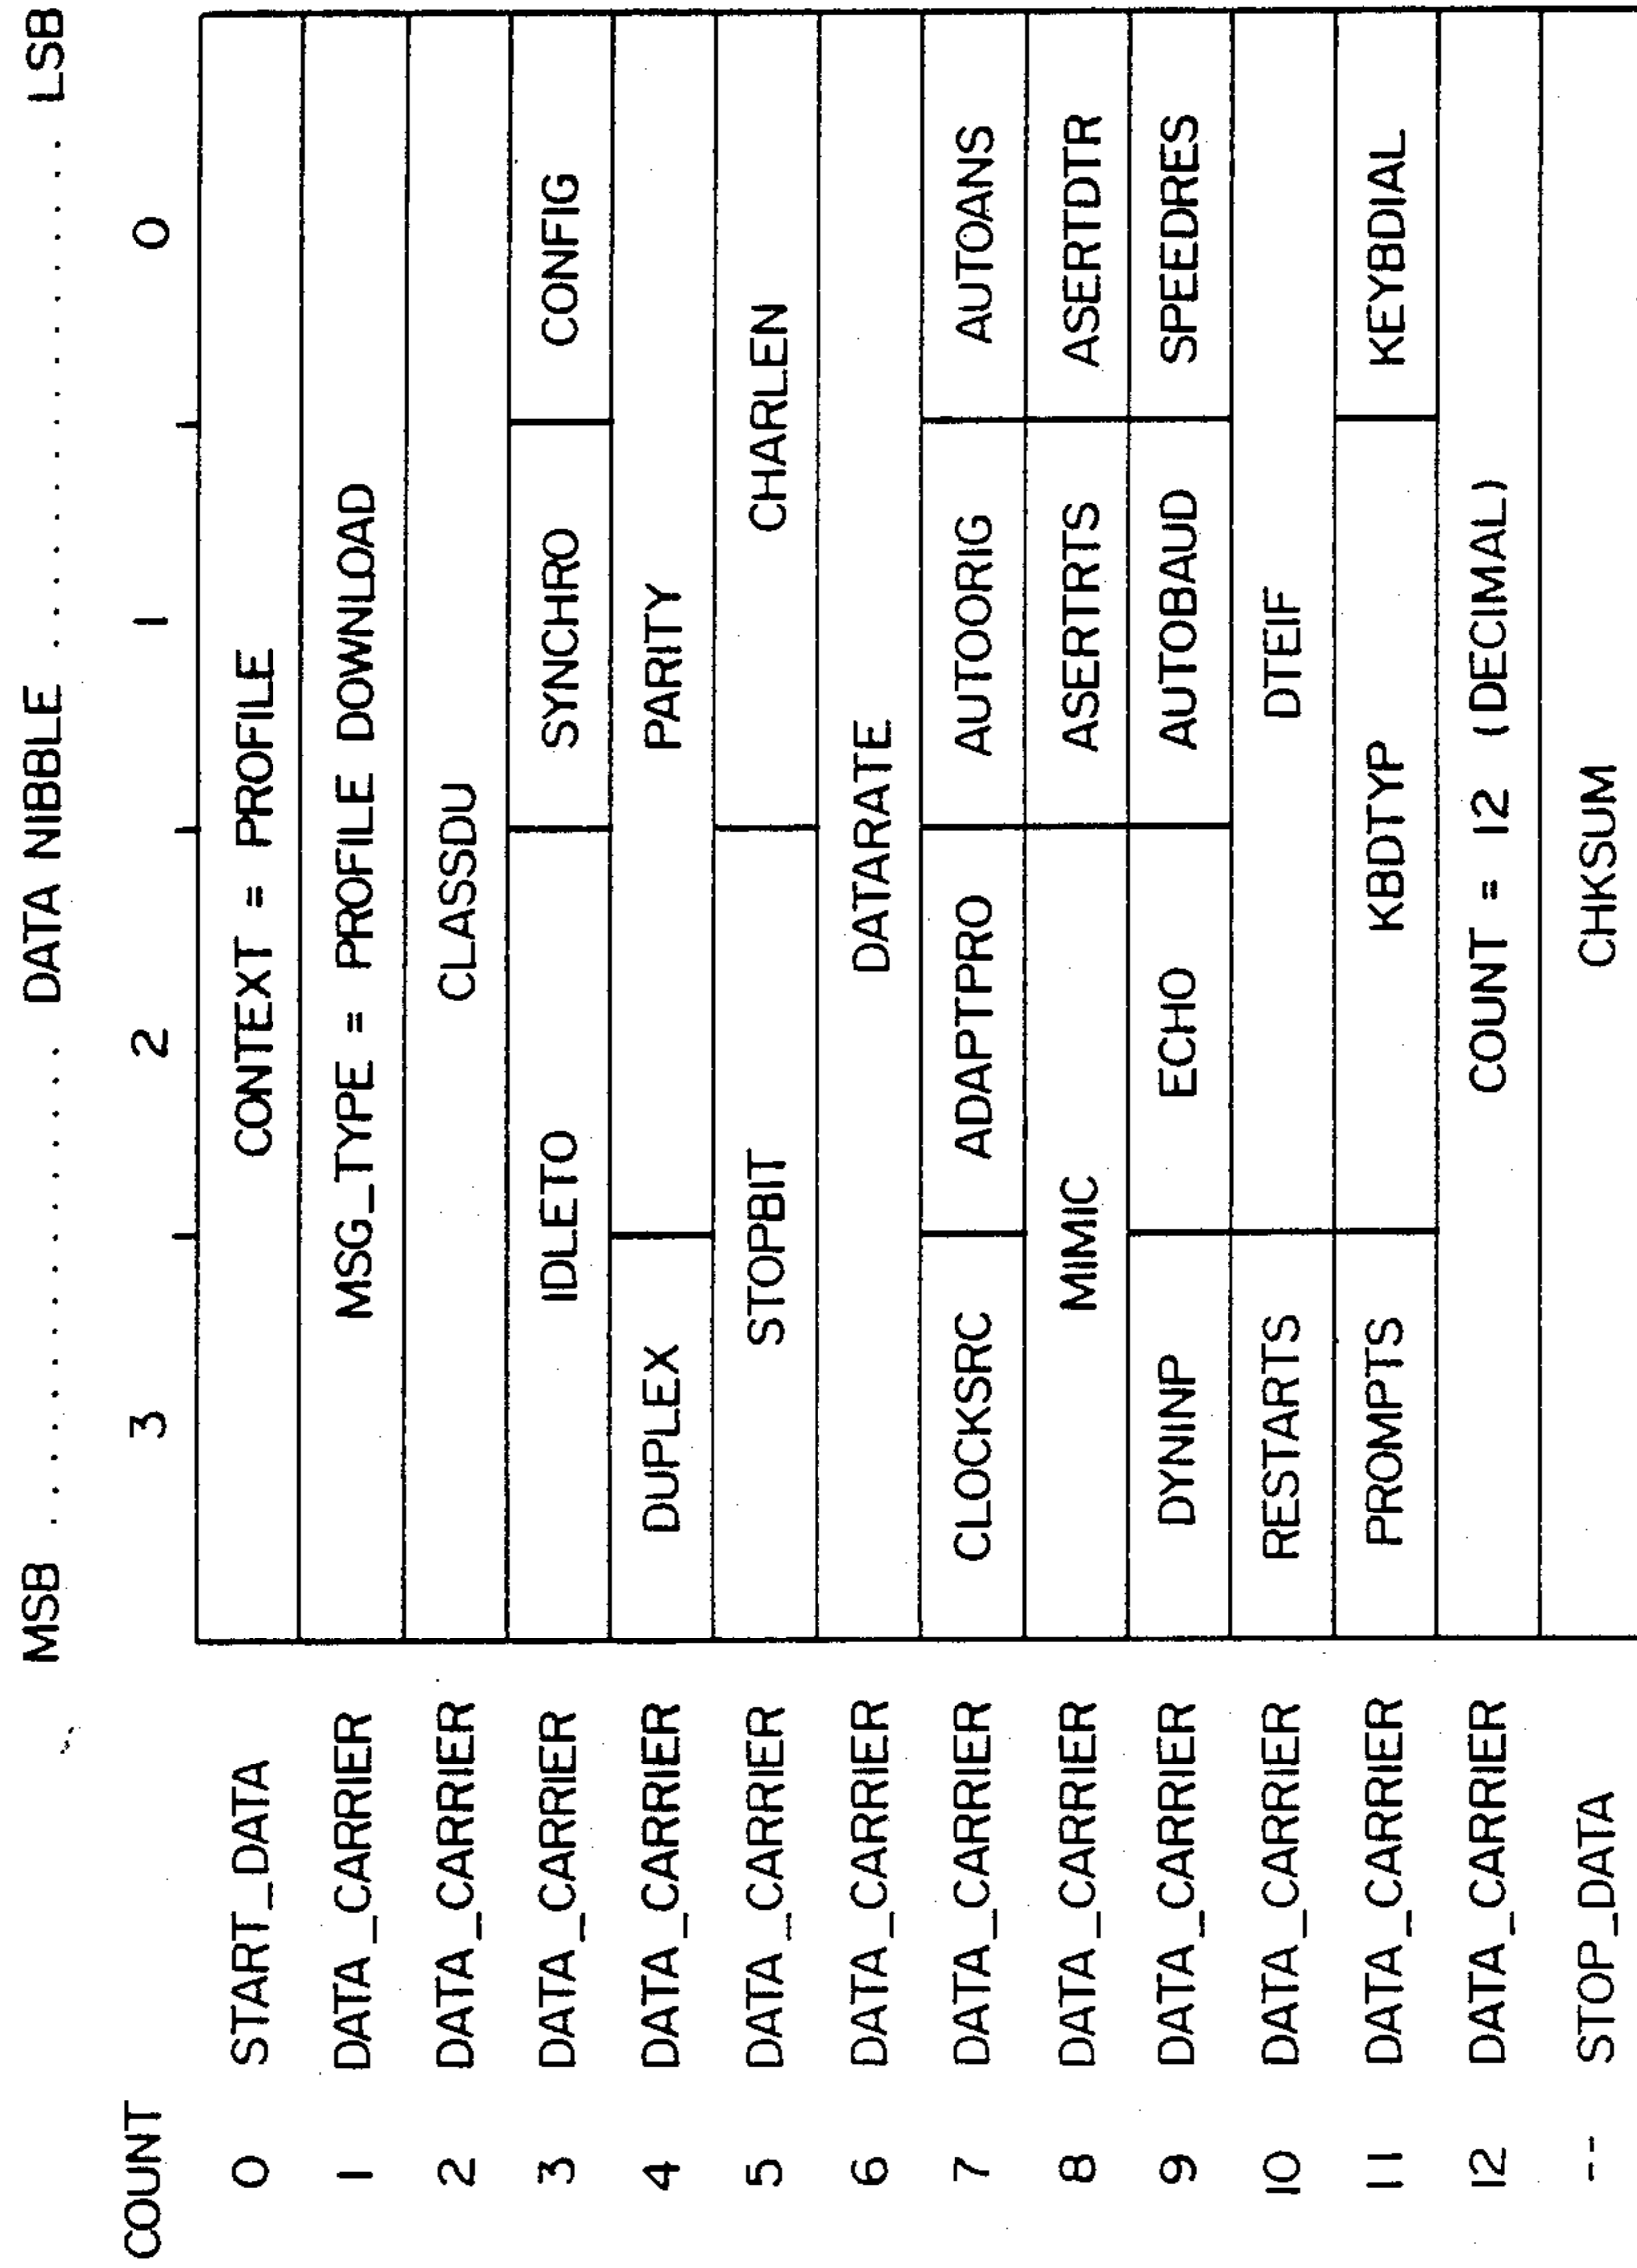 MSB . . . . . . . . . . DATA NIBBLE . . . . . . . . . . . . . . LSB
COUNT 3 2 1 0
0 START_DATA CONTEXT = PROFILE
1 DATA_CARRIER MSG_TYPE = PROFILE DOWNLOAD
2 DATA_CARRIER CLASSDU
3 DATA_CARRIER IDLETO SYNCHRO CONFIG
4 DATA_CARRIER DUPLEX PARITY
5 DATA_CARRIER STOPBIT CHARLEN
6 DATA_CARRIER DATARATE
7 DATA_CARRIER CLOCKSRC ADAPTPRO AUTOORIG AUTOANS
8 DATA_CARRIER MIMIC ASERTRTS ASERTDTR
9 DATA_CARRIER DYNINP ECHO AUTOBAUD SPEEDRES
10 DATA_CARRIER RESTARTS DTEIF
11 DATA_CARRIER PROMPTS KBDTYP KEYBDIAL
12 DATA_CARRIER COUNT = 12 (DECIMAL)
-- STOP_DATA CHKSUM